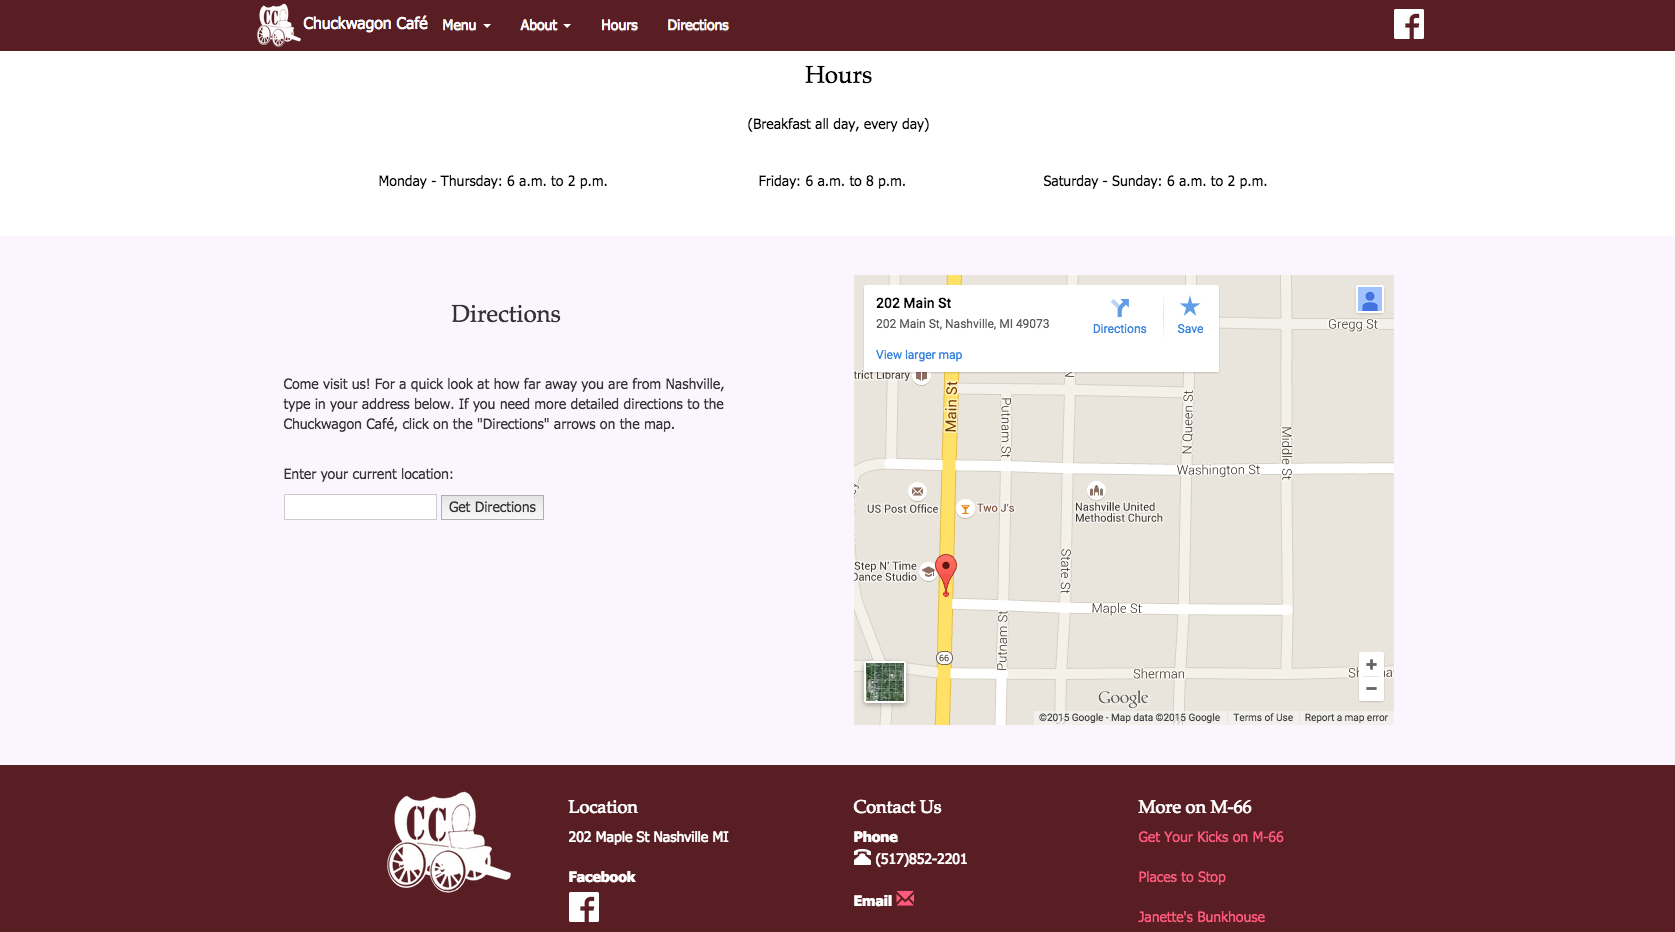 CC Chuckwagon Café Menu About Hours Directions
Hours
(Breakfast all day, every day)
Monday - Thursday: 6 a.m. to 2 p.m. Friday: 6 a.m. to 8 p.m. Saturday - Sunday: 6 a.m. to 2 p.m.
Directions
Come visit us! For a quick look at how far away you are from Nashville,
type in your address below. If you need more detailed directions to the
Chuckwagon Café, click on the "Directions" arrows on the map.
Enter your current location:
Get Directions
202 Main St
202 Main St, Nashville, MI 49073
Directions
Save
View larger map
Gregg St
trict Library
N
N
Main St
Putnam St
N Queen St
Middle St
Washington St
US Post Office
Two J's
Nashville United
Methodist Church
Step N' Time
Dance Studio
State St
Maple St
Putnam St
66
Sherman
Google
©2015 Google - Map data ©2015 Google Terms of Use Report a map error
CC
Location
202 Maple St Nashville MI
Facebook
Contact Us
Phone
(517)852-2201
Email
More on M-66
Get Your Kicks on M-66
Places to Stop
Janette's Bunkhouse